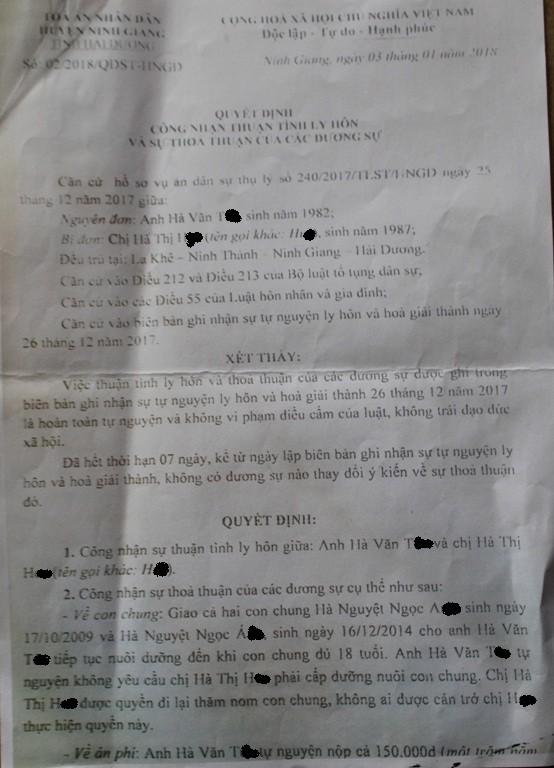 TOÀ ÁN NHÂN DÂN
HUYỆN NINH GIANG
TỈNH HẢI DƯƠNG
Số: 02/2018/QĐST-HNGĐ
CỘNG HOÀ XÃ HỘI CHỦ NGHĨA VIỆT NAM
Độc lập - Tự do - Hạnh phúc
Ninh Giang, ngày 03 tháng 01 năm 2018
QUYẾT ĐỊNH
CÔNG NHẬN THUẬN TÌNH LY HÔN
VÀ SỰ THOẢ THUẬN CỦA CÁC ĐƯƠNG SỰ
Căn cứ hồ sơ vụ án dân sự thụ lý số 240/2017/TLST-HNGĐ ngày 25
tháng 12 năm 2017 giữa:
Nguyên đơn: Anh Hà Văn T sinh năm 1982;
Bị đơn: Chị Hà Thị H (tên gọi khác: H), sinh năm 1987;
Đều trú tại: La Khê – Ninh Thành – Ninh Giang – Hải Dương.
Căn cứ vào Điều 212 và Điều 213 của Bộ luật tố tụng dân sự;
Căn cứ vào các Điều 55 của Luật hôn nhân và gia đình;
Căn cứ vào biên bản ghi nhận sự tự nguyện ly hôn và hoà giải thành ngày
26 tháng 12 năm 2017.
XÉT THẤY:
Việc thuận tình ly hôn và thoả thuận của các đương sự được ghi trong
biên bản ghi nhận sự tự nguyện ly hôn và hoà giải thành 26 tháng 12 năm 2017
là hoàn toàn tự nguyện và không vi phạm điều cấm của luật, không trái đạo đức
xã hội.
Đã hết thời hạn 07 ngày, kể từ ngày lập biên bản ghi nhận sự tự nguyện ly
hôn và hoà giải thành, không có đương sự nào thay đổi ý kiến về sự thoả thuận
đó.
QUYẾT ĐỊNH:
1. Công nhận sự thuận tình ly hôn giữa: Anh Hà Văn T và chị Hà Thị
H (tên gọi khác: H).
2. Công nhận sự thoả thuận của các đương sự cụ thể như sau:
- Về con chung: Giao cả hai con chung Hà Nguyệt Ngọc A sinh ngày
17/10/2009 và Hà Nguyệt Ngọc Á, sinh ngày 16/12/2014 cho anh Hà Văn
T tiếp tục nuôi dưỡng đến khi con chung đủ 18 tuổi. Anh Hà Văn T tự
nguyện không yêu cầu chị Hà Thị H phải cấp dưỡng nuôi con chung. Chị Hà
Thị H được quyền đi lại thăm nom con chung, không ai được cản trở chị H
thực hiện quyền này.
- Về án phí: Anh Hà Văn T tự nguyện nộp cả 150.000đ (một trăm năm